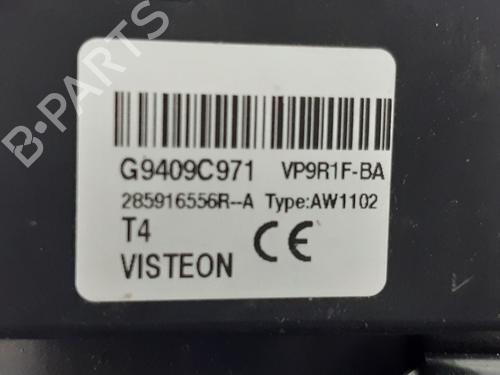 G9409C971 VP9R1F-BA
285916556R--A Type:AW1102
T4 CE
VISTEON
B-PARTS